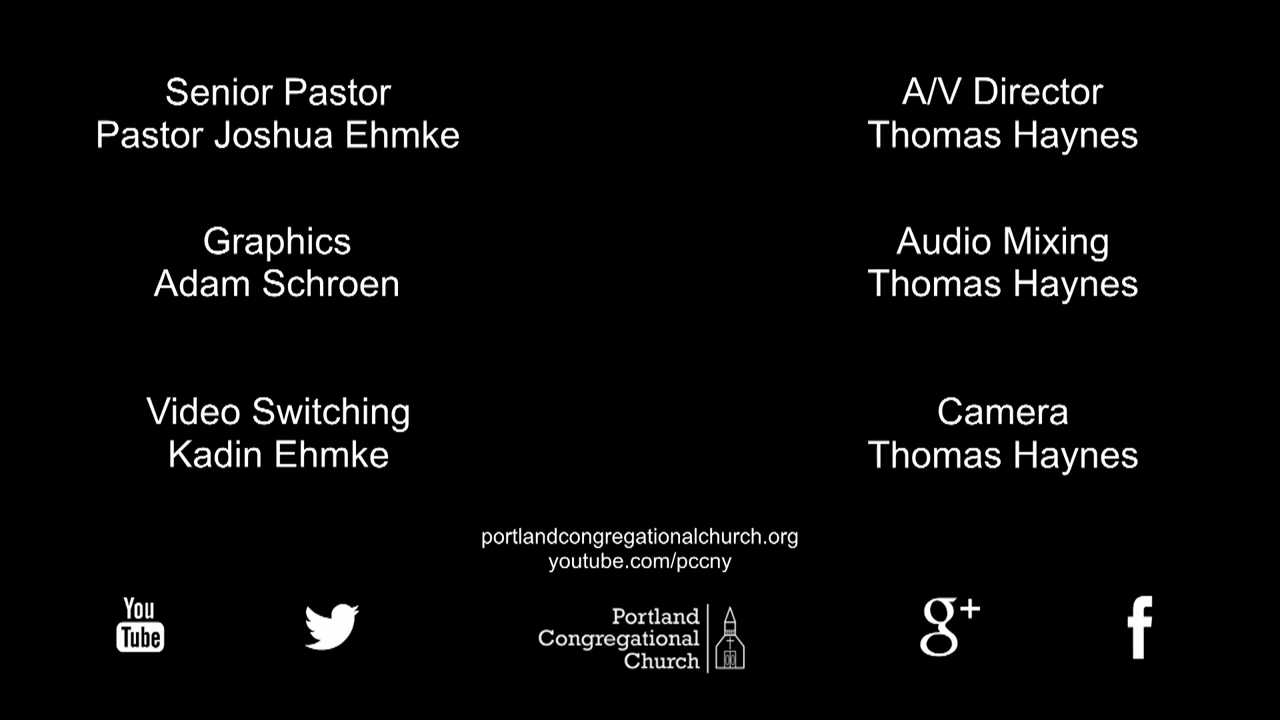 Senior Pastor
Pastor Joshua Ehmke
A/V Director
Thomas Haynes
Graphics
Adam Schroen
Audio Mixing
Thomas Haynes
Video Switching
Kadin Ehmke
Camera
Thomas Haynes
portlandcongregationalchurch.org
youtube.com/pccny
You
Tube
Portland
Congregational
Church
g+
f